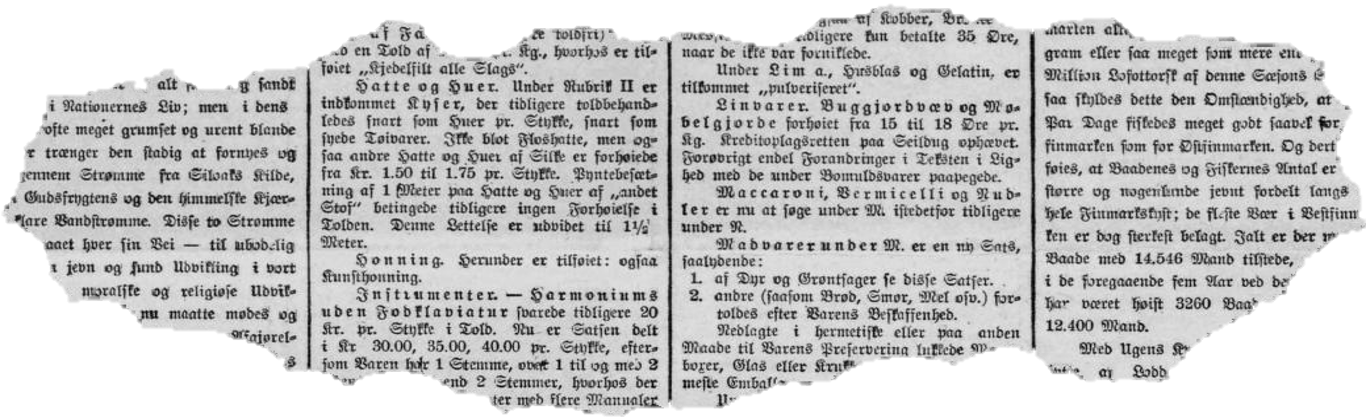 alt
sandt
i Nationernes Liv; men i dens
ofte meget grumset og urent blande
trænger den stadig at fornyes og
gennem Strømme fra Siloahs Kilde,
Gudsfrygtens og den himmelske Kjær-
klare Vandstrømme. Disse to Strømme
gaaet hver sin Vei — til ubodelig
jevn og sund Udvikling i vort
moralske og religiøse Udvik-
nu maatte mødes og
Majorel-
af
toldfri)
en Told af Kg., hvorhos er til-
føiet „Kjedelfilt alle Slags“.
Hatte og Huer. Under Rubrik II er
indkommet Kyser, der tidligere toldbehand-
ledes snart som Huer pr. Stykke, snart som
syede Tøivarer. Ikke blot Floshatte, men og-
saa andre Hatte og Huer af Silke er forhøiede
fra Kr. 1.50 til 1.75 pr. Stykke. Pyntebesæt-
ning af 1 Meter paa Hatte og Huer af „andet
Stof“ betingede tidligere ingen Forhøielse i
Tolden. Denne Lettelse er udvidet til 1½
Meter.
Honning. Herunder er tilføiet: ogsaa
Kunsthonning.
Instrumenter. — Harmoniums
uden Fodklaviatur svarede tidligere 20
Kr. pr. Stykke i Told. Nu er Satsen delt
i Kr 30.00, 35.00, 40.00 pr. Stykke, efter-
som Varen har 1 Stemme, over 1 til og med 2
end 2 Stemmer, hvorhos der
med flere Manualer
af Kobber,
tidligere kun betalte 35 Øre,
naar de ikke var forniklede.
Under Lim a., Husblas og Gelatin, er
tilkommet „pulveriseret“.
Linvarer. Buggjordvæv og Mø-
belgjorde forhøiet fra 15 til 18 Øre pr.
Kg. Kreditoplagsretten paa Seildug ophævet.
Forøvrigt endel Forandringer i Teksten i Lig-
hed med de under Bomuldsvarer paapegede.
Maccaroni, Vermicelli og Nud-
ler er nu at søge under M. istedetfor tidligere
under N.
Madvarer under M. er en ny Sats,
saalydende:
1. af Dyr og Grøntsager se disse Satser.
2. andre (saasom Brød, Smør, Mel osv.) for-
toldes efter Varens Beskaffenhed.
Nedlagte i hermetiske eller paa anden
Maade til Varens Preservering lukkede
boxer, Glas eller
meste
marken
gram eller saa meget som mere end
Million Lofottorsk af denne Sæsons
saa skyldes dette den Omstændighed, at
Par Dage fiskedes meget godt saavel for
finmarken som for Østfinmarken. Og dert
føies, at Baadenes og Fiskernes Antal er
større og nogenlunde jevnt fordelt langs
hele Finmarkskyst; de fleste Vær i Vestfinm
ken er dog sterkest belagt. Ialt er der
Baade med 14.546 Mand tilstede,
i de foregaaende fem Aar ved
har været høist 3260
12.400 Mand.
Med Ugens
af Lodd